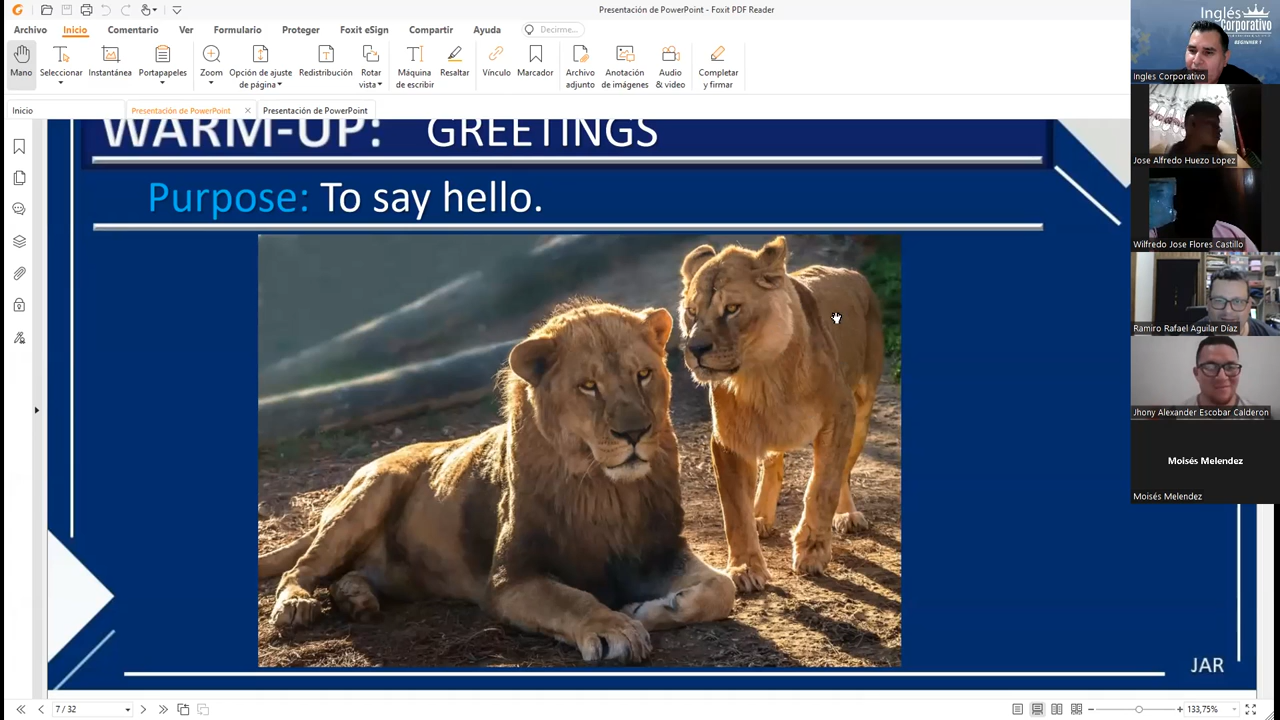 Presentación de PowerPoint - Foxit PDF Reader
Archivo Inicio Comentario Ver Formulario Proteger Foxit eSign Compartir Ayuda Decirme...
Mano Seleccionar Instantánea Portapapeles Zoom Opción de ajuste de página Redistribución Rotar vista Máquina de escribir Resaltar Vínculo Marcador Archivo adjunto Anotación de imágenes Audio & video Completar y firmar
Inicio Presentación de PowerPoint Presentación de PowerPoint
WARM-UP: GREETINGS
Purpose: To say hello.
JAR
7 / 32
133,75%
Inglés
Corporativo
BEGINNER 1
Ingles Corporativo
Jose Alfredo Huezo Lopez
Wilfredo Jose Flores Castillo
Ramiro Rafael Aguilar Díaz
Jhony Alexander Escobar Calderon
Moisés Melendez
Moisés Melendez